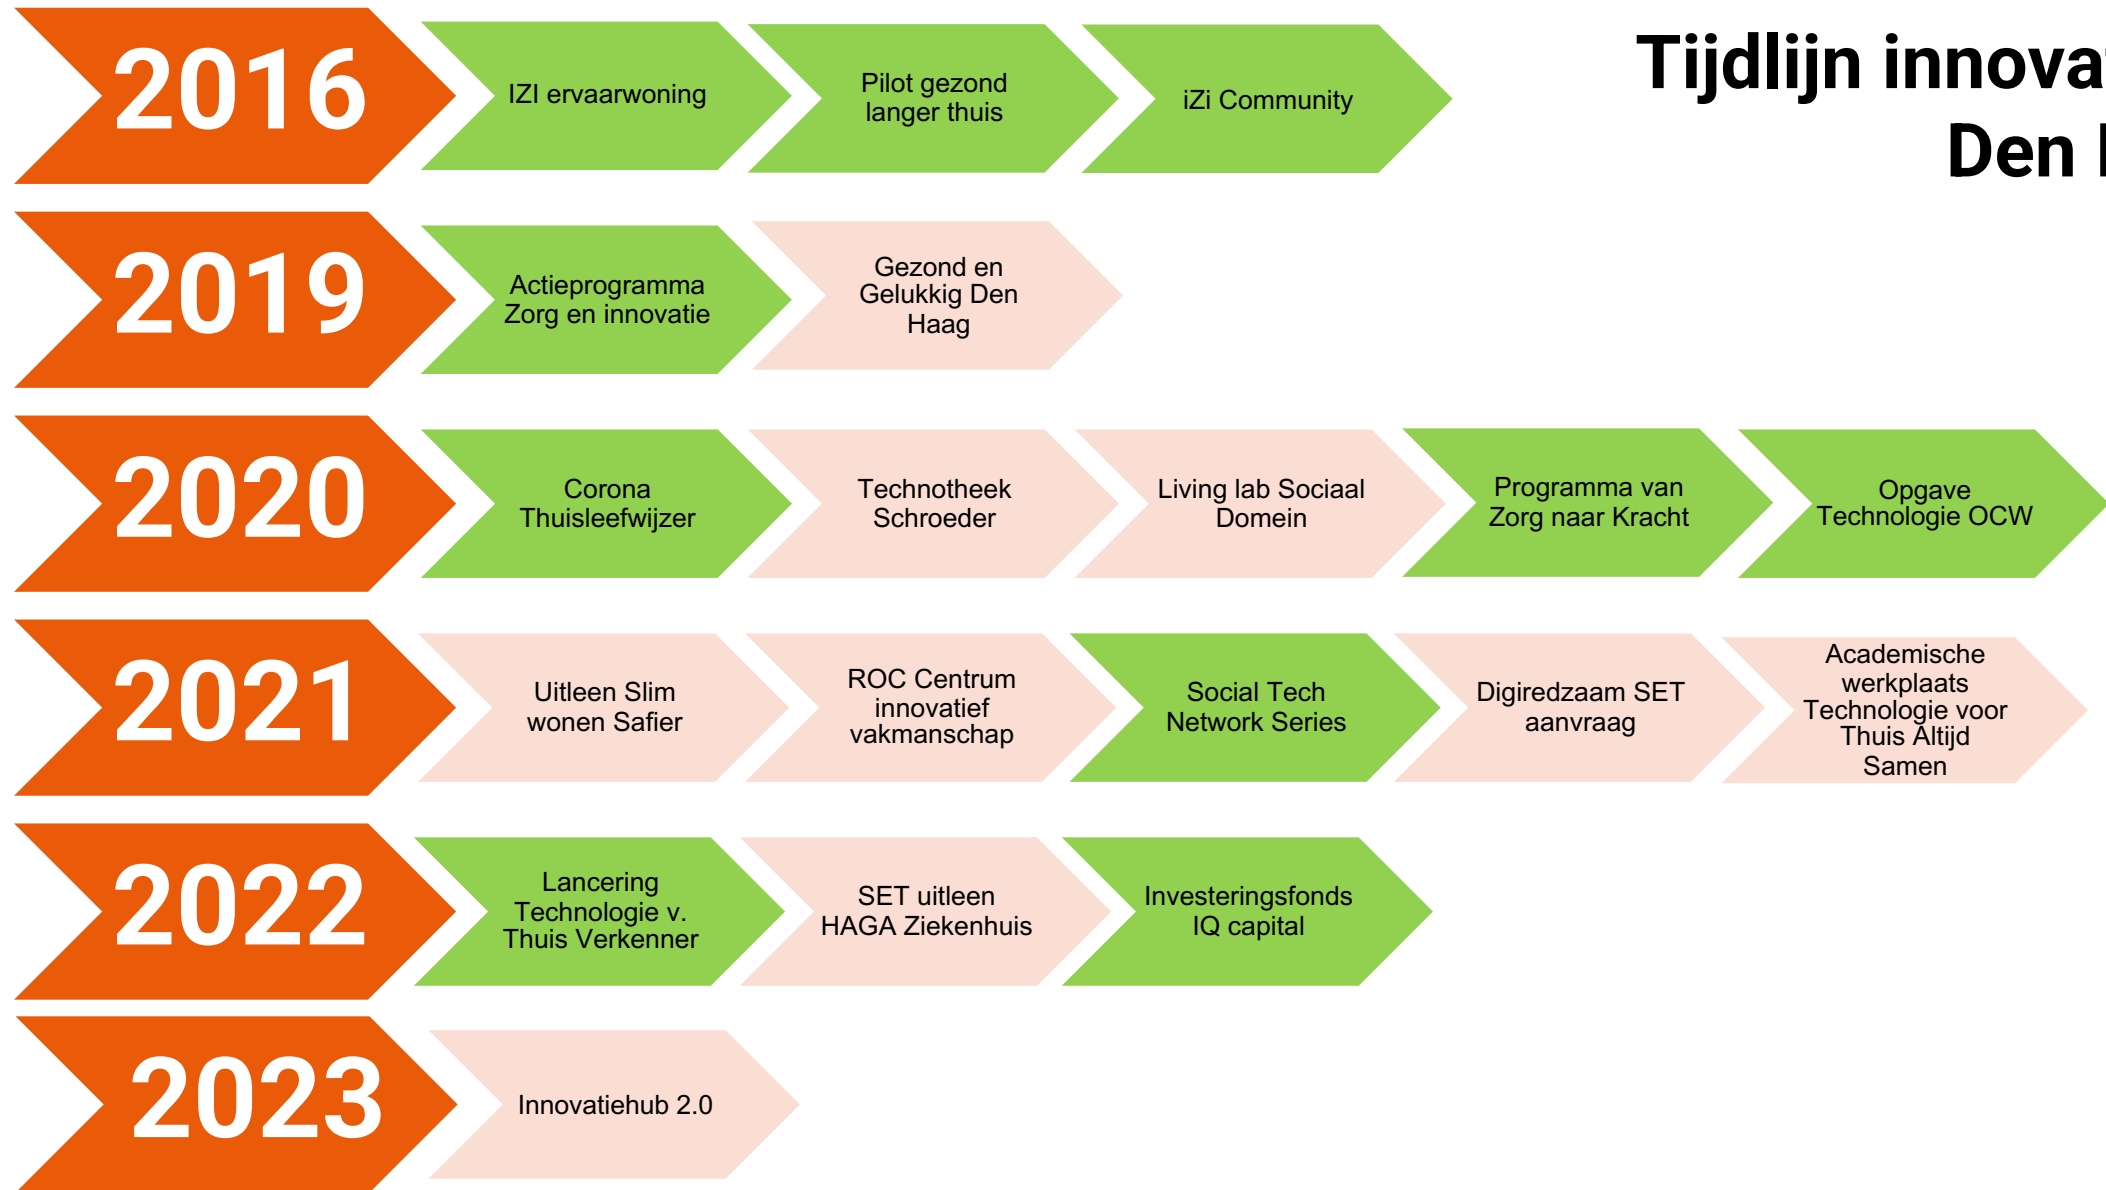 Tijdlijn innova
Den
2016
IZI ervaarwoning
Pilot gezond
langer thuis
iZi Community
2019
Actieprogramma
Zorg en innovatie
Gezond en
Gelukkig Den
Haag
2020
Corona
Thuisleefwijzer
Technotheek
Schroeder
Living lab Sociaal
Domein
Programma van
Zorg naar Kracht
Opgave
Technologie OCW
2021
Uitleen Slim
wonen Safier
ROC Centrum
innovatief
vakmanschap
Social Tech
Network Series
Digiredzaam SET
aanvraag
Academische
werkplaats
Technologie voor
Thuis Altijd
Samen
2022
Lancering
Technologie v.
Thuis Verkenner
SET uitleen
HAGA Ziekenhuis
Investeringsfonds
IQ capital
2023
Innovatiehub 2.0